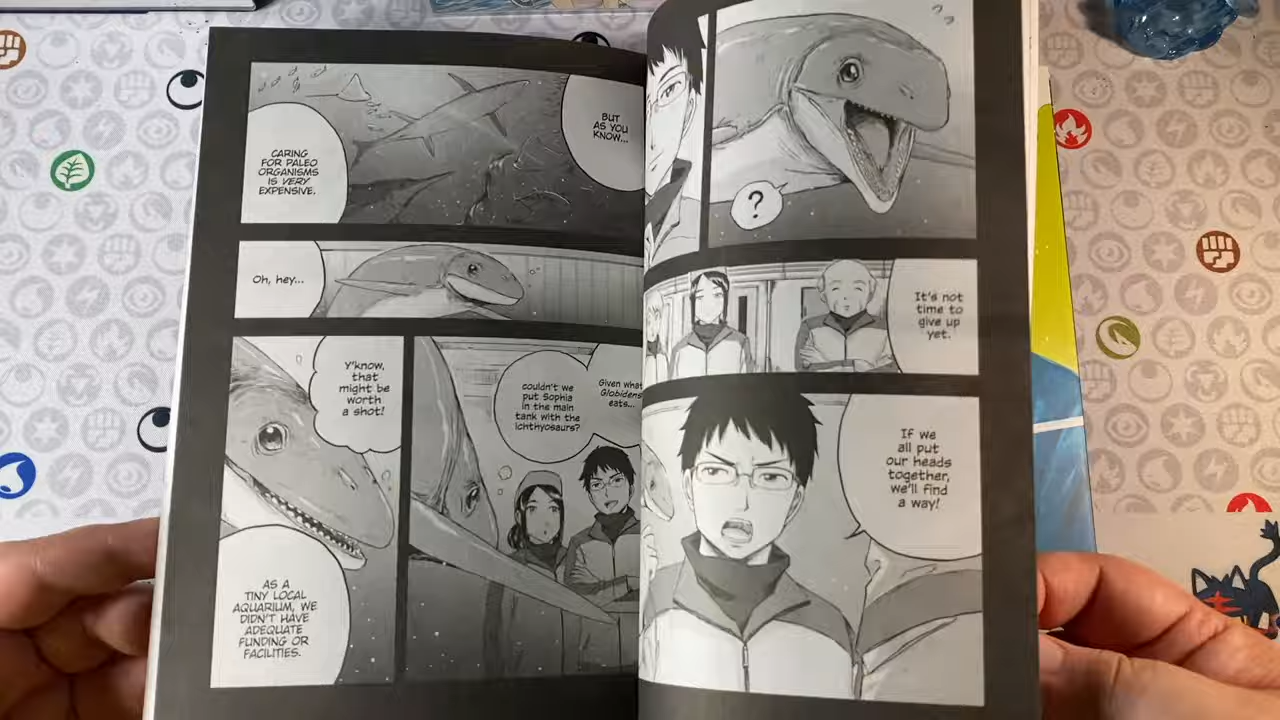 ?
It's not
time to
give up
yet.
If we
all put
our heads
together,
we'll find
a way!
BUT
AS YOU
KNOW...
CARING
FOR PALEO
ORGANISMS
IS VERY
EXPENSIVE.
Oh, hey...
Given what
Globidens
eats...
couldn't we
put Sophia
in the main
tank with the
ichthyosaurs?
Y'know,
that
might be
worth
a shot!
AS A
TINY LOCAL
AQUARIUM, WE
DIDN'T HAVE
ADEQUATE
FUNDING OR
FACILITIES.